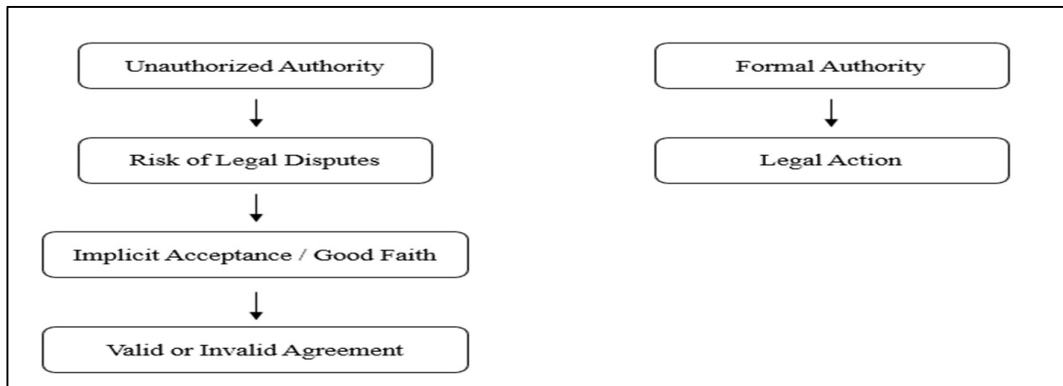 Unauthorized Authority
Risk of Legal Disputes
Implicit Acceptance / Good Faith
Valid or Invalid Agreement
Formal Authority
Legal Action